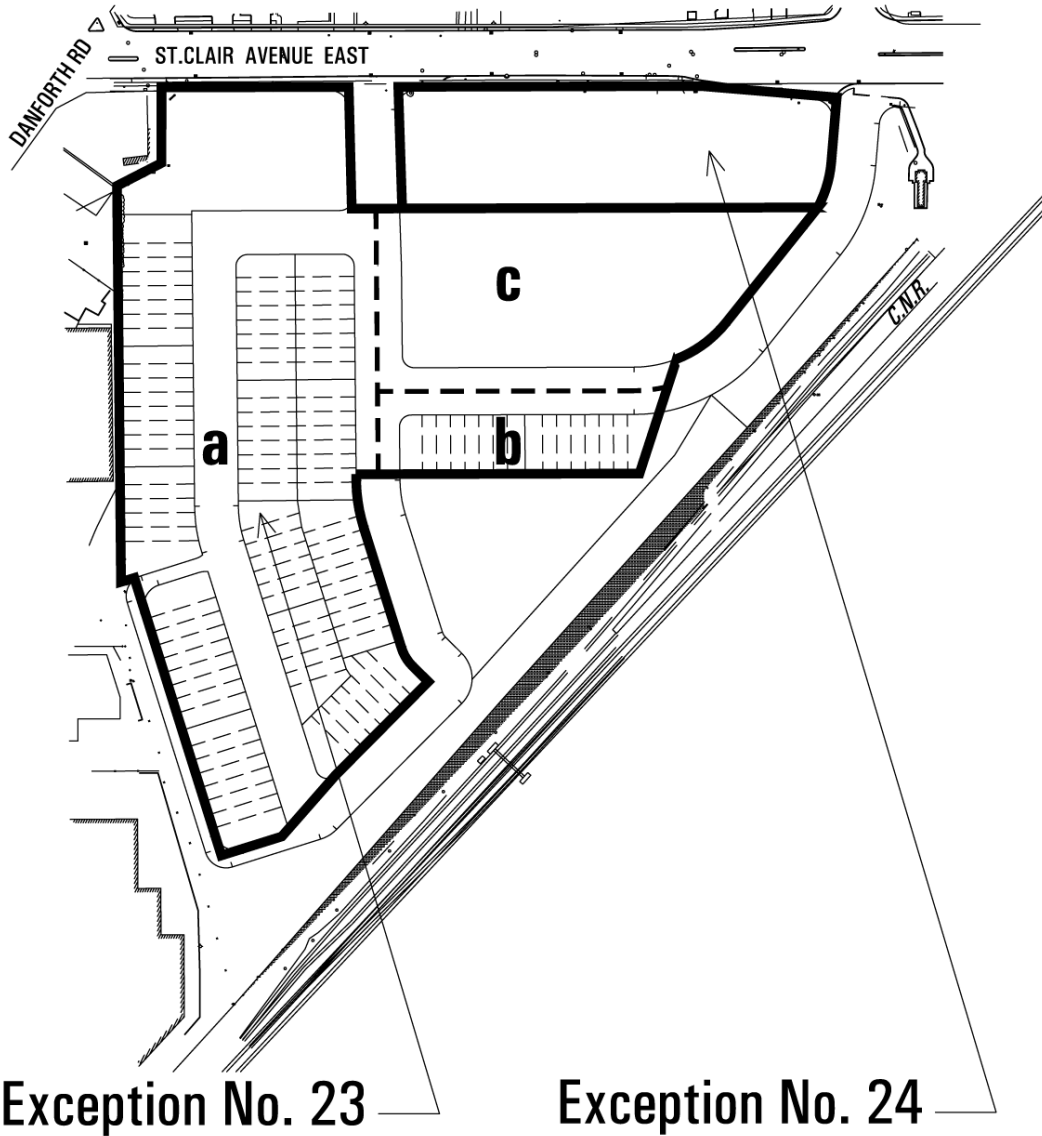 ST.CLAIR AVENUE EAST
DANFORTH RD
c
C.N.R.
a
b
Exception No. 23
Exception No. 24